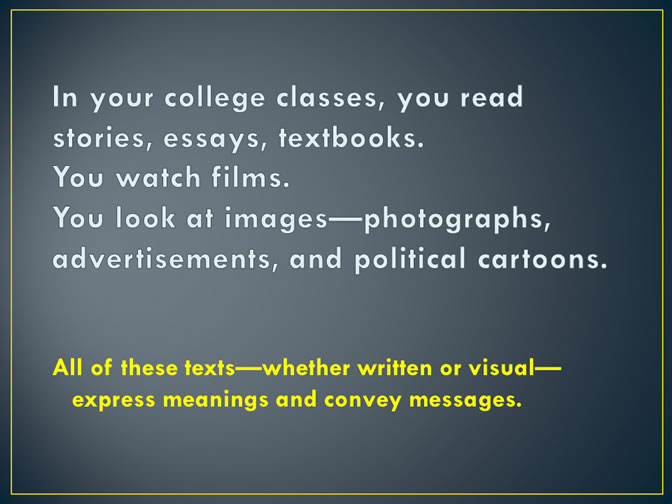 In your college classes, you read
stories, essays, textbooks.
You watch films.
You look at images—photographs,
advertisements, and political cartoons.
All of these texts—whether written or visual—
express meanings and convey messages.